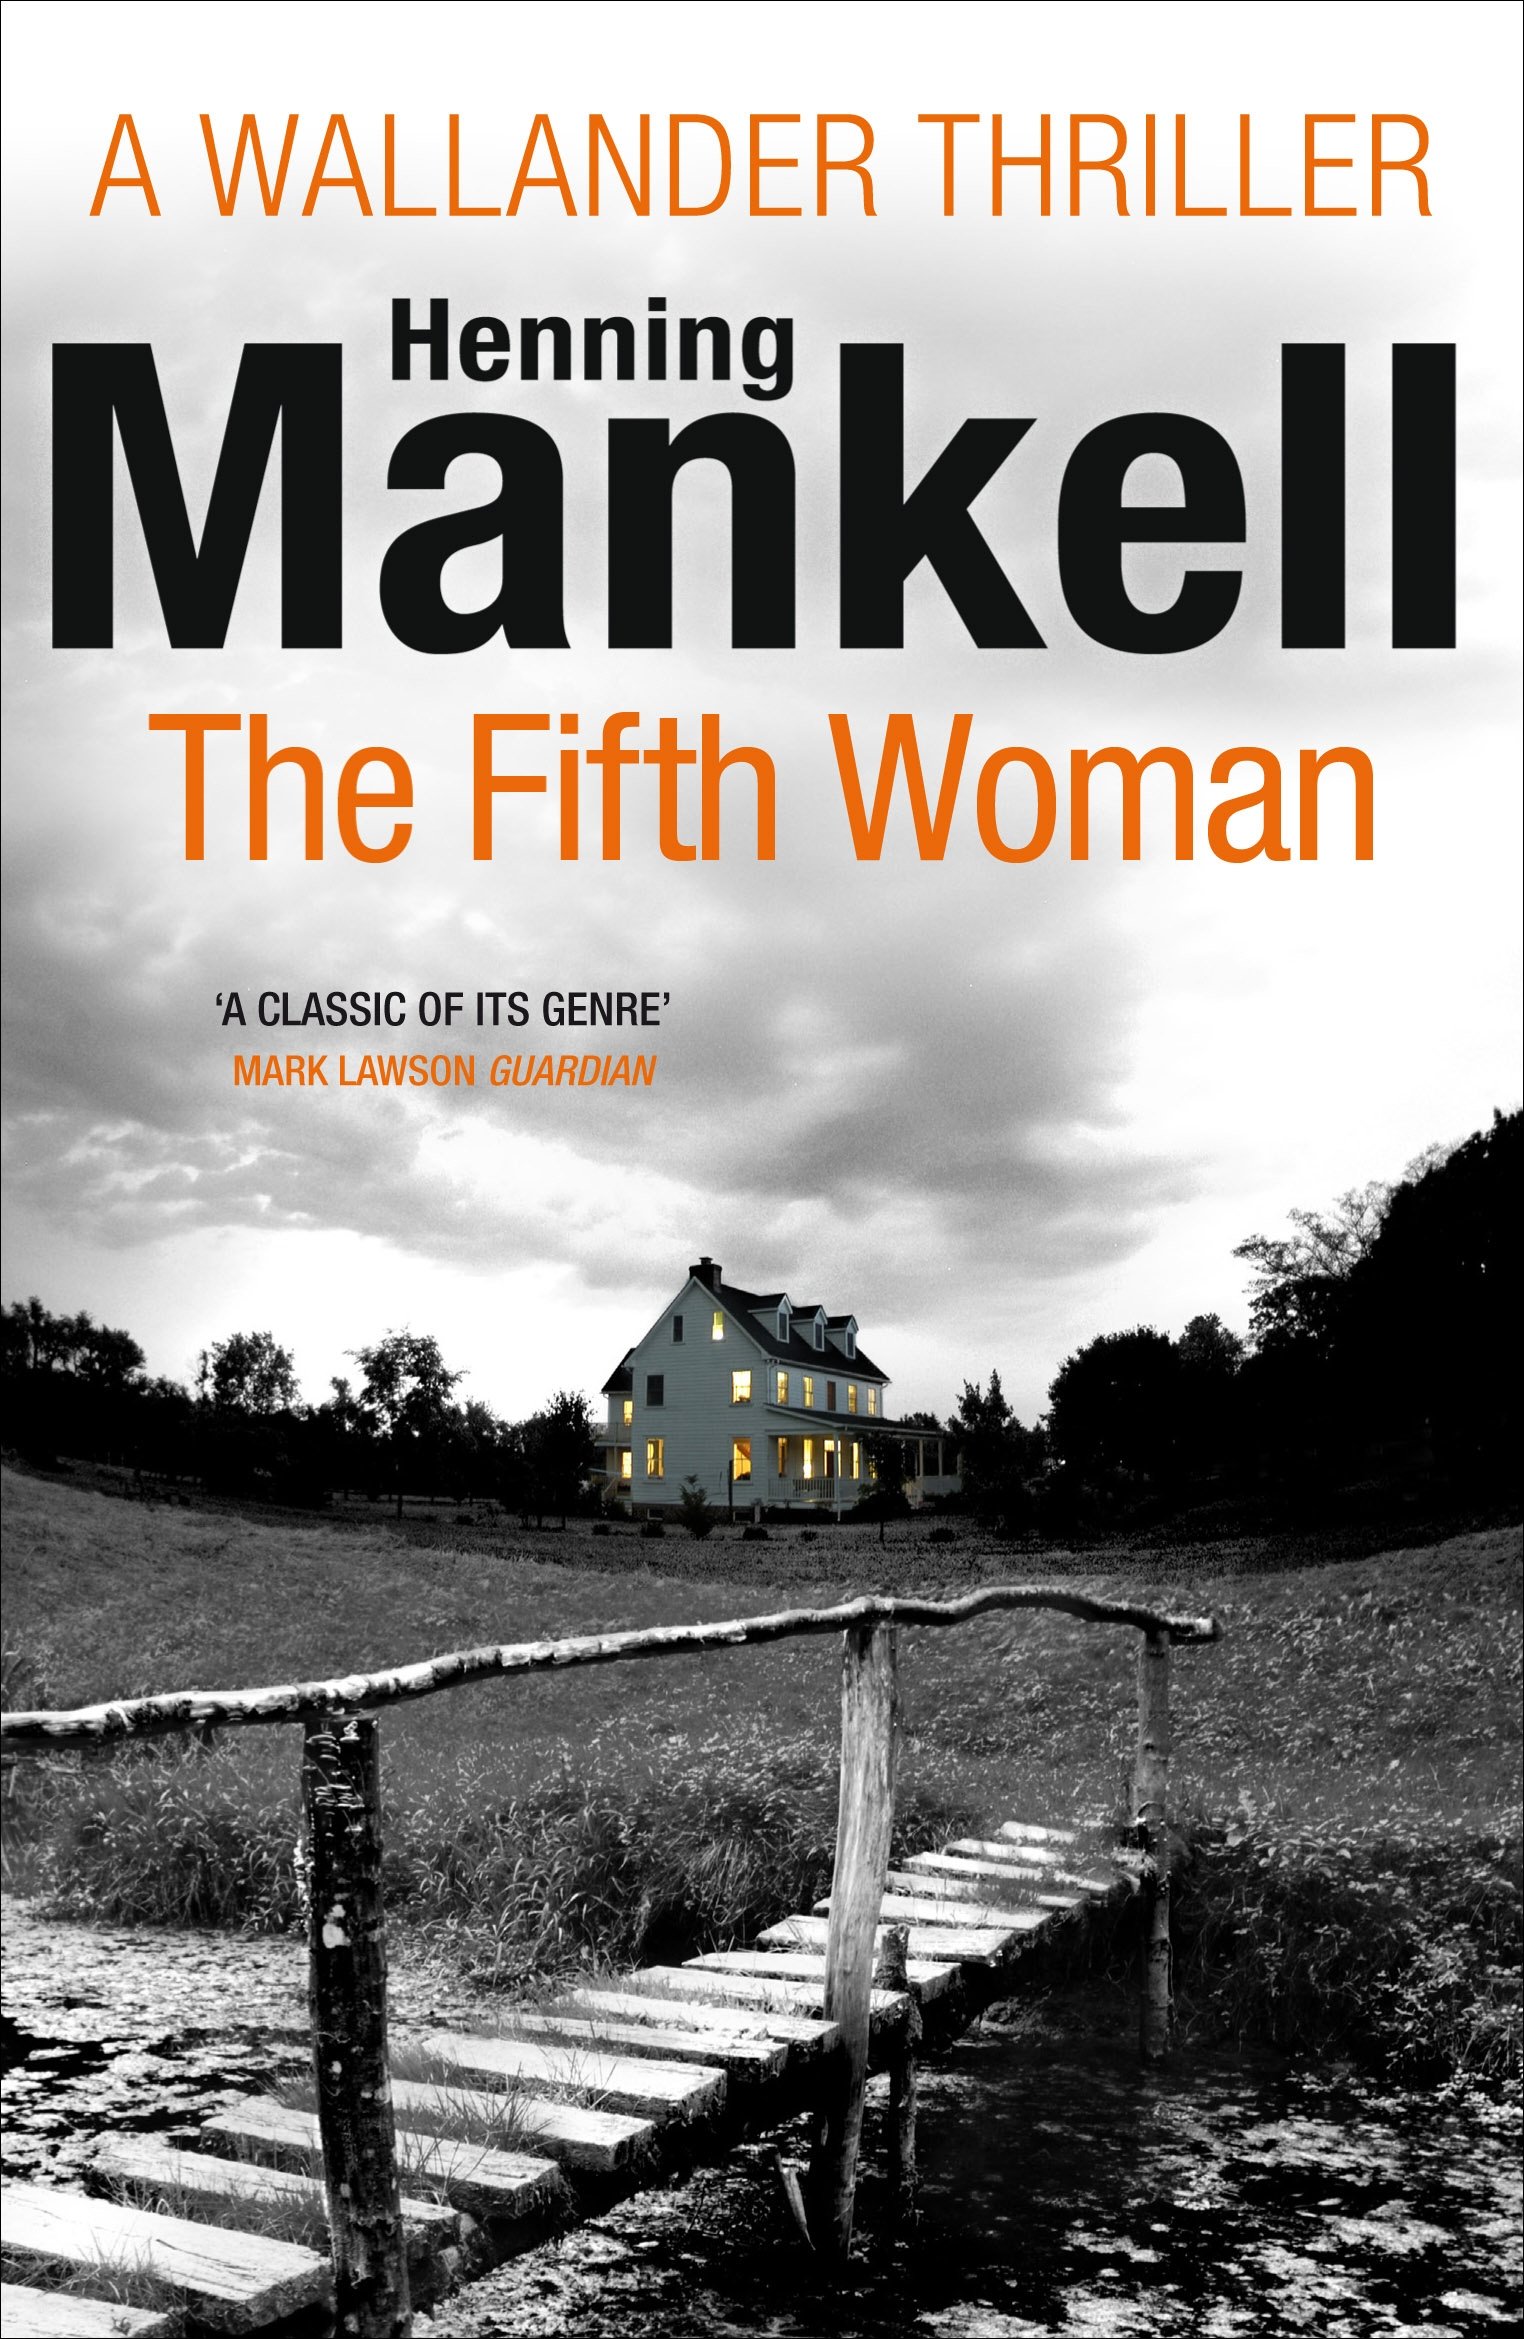 A WALLANDER THRILLER
Henning
Mankell
The Fifth Woman
‘A CLASSIC OF ITS GENRE’
MARK LAWSON GUARDIAN